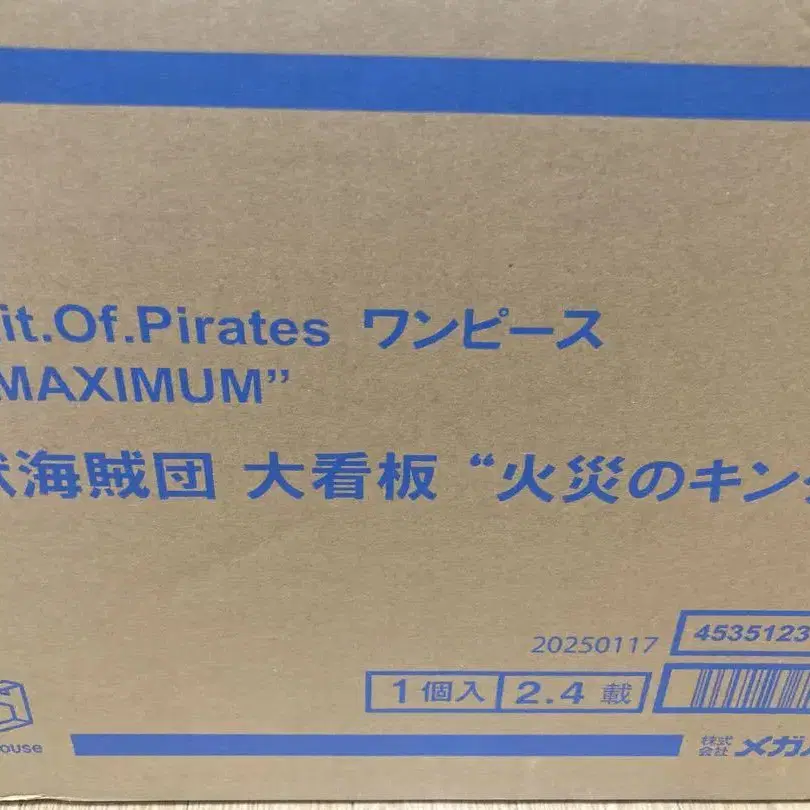 it.Of.Pirates ワンピース
MAXIMUM”
海賊団 大看板 “火災のキン
20250117 4535123
1個入 2.4 載
ouse
株式会社 メガ